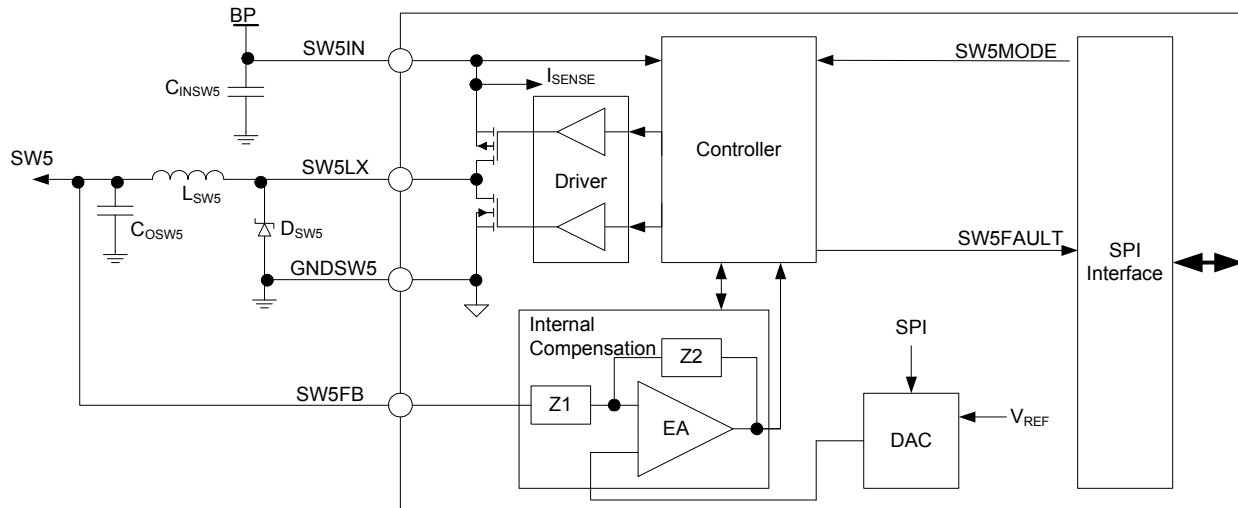 BP
SW5IN
SW5MODE
CINSW5
ISENSE
Controller
SW5
SW5LX
Driver
LSW5
COSW5
DSW5
SW5FAULT
GNDSW5
SPI
Interface
Internal
Compensation
Z2
SPI
SW5FB
Z1
EA
DAC
VREF